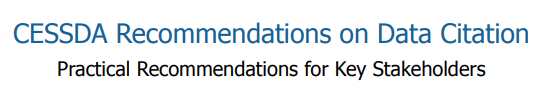 CESSDA Recommendations on Data Citation
Practical Recommendations for Key Stakeholders